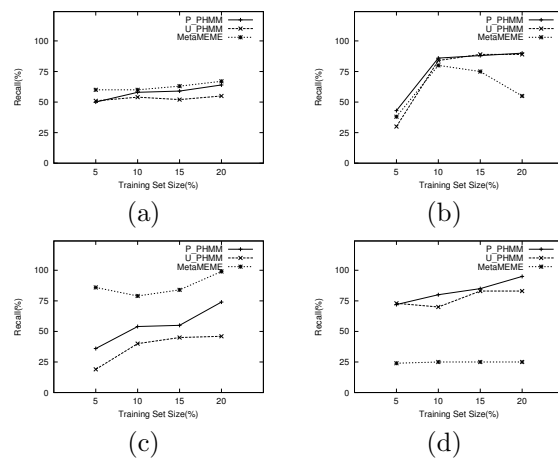 P_PHMM
U_PHMM
MetaMEME
100
75
50
25
0
Recall(%)
5 10 15 20
Training Set Size(%)
(a)
P_PHMM
U_PHMM
MetaMEME
100
75
50
25
0
Recall(%)
5 10 15 20
Training Set Size(%)
(b)
P_PHMM
U_PHMM
MetaMEME
100
75
50
25
0
Recall(%)
5 10 15 20
Training Set Size(%)
(c)
P_PHMM
U_PHMM
MetaMEME
100
75
50
25
0
Recall(%)
5 10 15 20
Training Set Size(%)
(d)